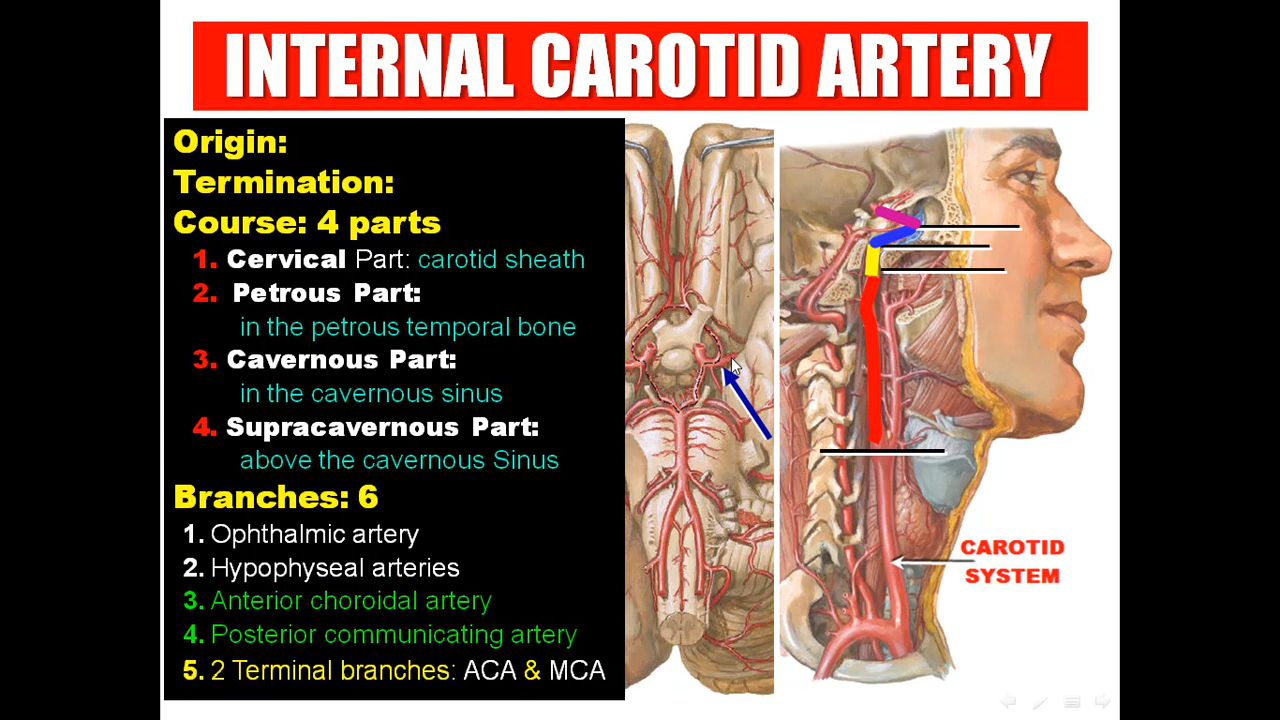 INTERNAL CAROTID ARTERY
Origin:
Termination:
Course: 4 parts
1. Cervical Part: carotid sheath
2. Petrous Part:
in the petrous temporal bone
3. Cavernous Part:
in the cavernous sinus
4. Supracavernous Part:
above the cavernous Sinus
Branches: 6
1. Ophthalmic artery
2. Hypophyseal arteries
3. Anterior choroidal artery
4. Posterior communicating artery
5. 2 Terminal branches: ACA & MCA
CAROTID
SYSTEM